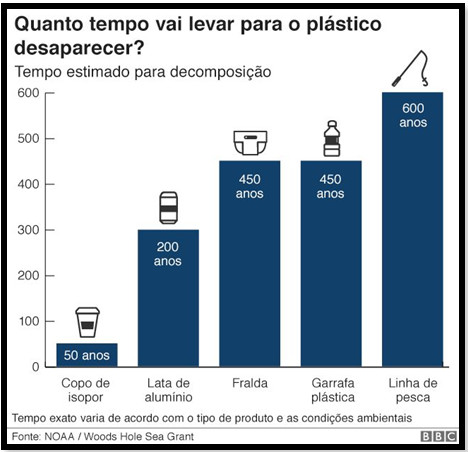 Quanto tempo vai levar para o plástico
desaparecer?
Tempo estimado para decomposição
600
500
400
300
200
100
0
50 anos
200
anos
450
anos
450
anos
600
anos
Copo de
isopor
Lata de
alumínio
Fralda
Garrafa
plástica
Linha de
pesca
Tempo exato varia de acordo com o tipo de produto e as condições ambientais
Fonte: NOAA / Woods Hole Sea Grant
BBC